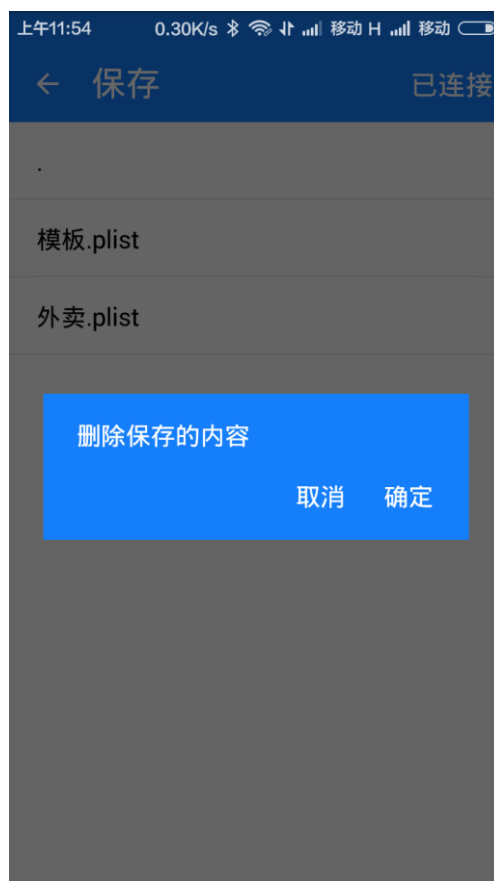 上午11:54 0.30K/s 移动 H 移动
← 保存 已连接
.
模板.plist
外卖.plist
删除保存的内容
取消 确定